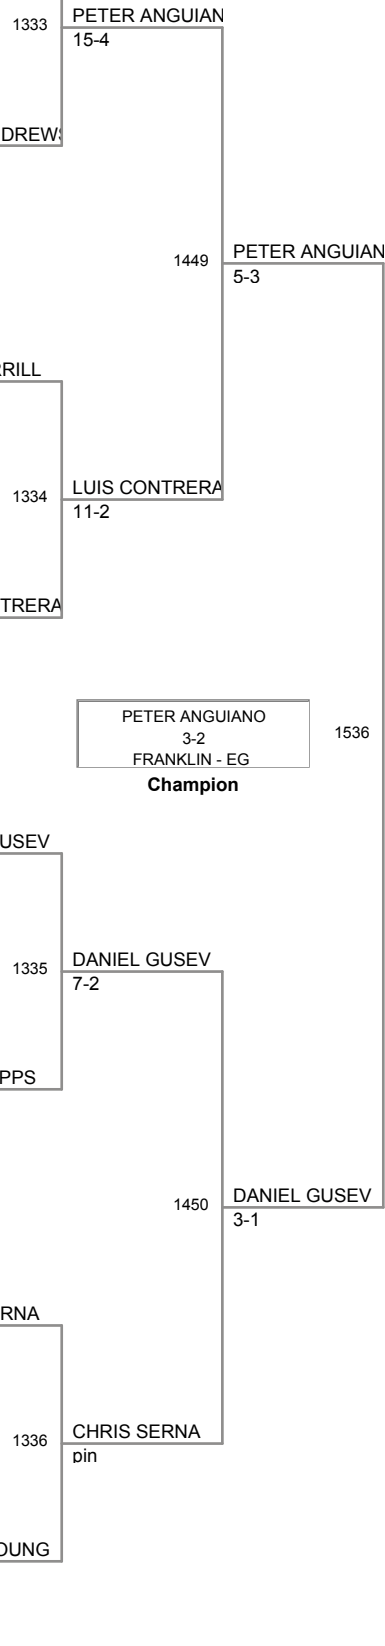 PETER ANGUIAN
1333
15-4
DREWS
PETER ANGUIAN
1449
5-3
RILL
LUIS CONTRERA
1334
11-2
TRERA
PETER ANGUIANO
3-2
FRANKLIN - EG
Champion
1536
USEV
DANIEL GUSEV
1335
7-2
PPS
DANIEL GUSEV
1450
3-1
RNA
CHRIS SERNA
1336
pin
OUNG